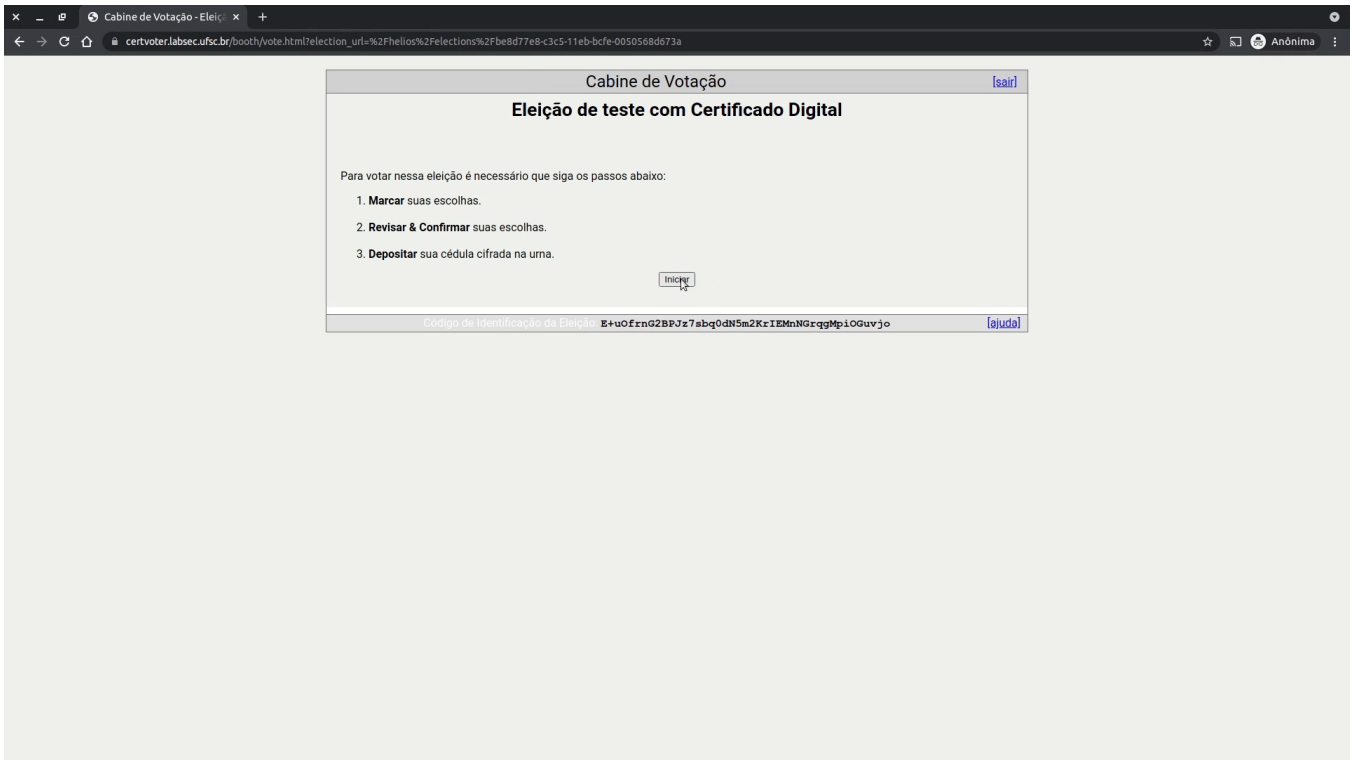 Cabine de Votação - Eleiç
certvoter.labsec.ufsc.br/booth/vote.html?election_url=%2Fhelios%2Felections%2Fbe8d77e8-c3c5-11eb-bcfe-0050568d673a
Anônima
Cabine de Votação [sair]
Eleição de teste com Certificado Digital
Para votar nessa eleição é necessário que siga os passos abaixo:
1. Marcar suas escolhas.
2. Revisar & Confirmar suas escolhas.
3. Depositar sua cédula cifrada na urna.
Iniciar
Código de Identificação da Eleição: E+uOfrnG2BPJz7sbq0dN5m2KrIEMnNGrqgMpiOGuvjo [ajuda]